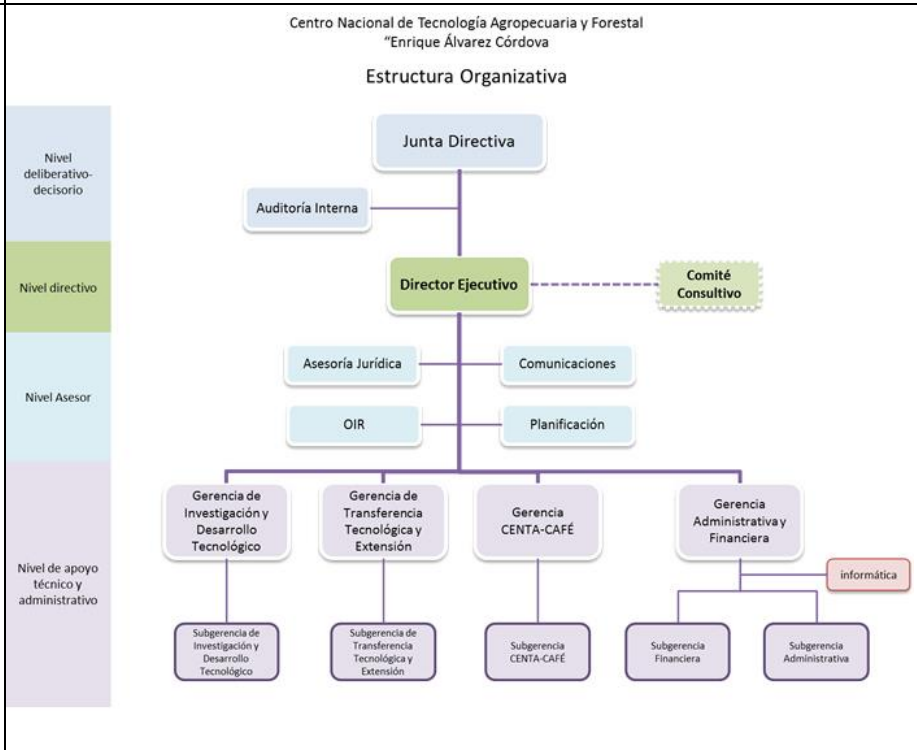 Centro Nacional de Tecnología Agropecuaria y Forestal
“Enrique Álvarez Córdova
Estructura Organizativa
Nivel
deliberativo-
decisorio
Junta Directiva
Auditoría Interna
Nivel directivo
Director Ejecutivo
Comité
Consultivo
Nivel Asesor
Asesoría Jurídica
Comunicaciones
OIR
Planificación
Nivel de apoyo
técnico y
administrativo
Gerencia de
Investigación y
Desarrollo
Tecnológico
Gerencia de
Transferencia
Tecnológica y
Extensión
Gerencia
CENTA-CAFÉ
Gerencia
Administrativa y
Financiera
informática
Subgerencia de
Investigación y
Desarrollo
Tecnológico
Subgerencia de
Transferencia
Tecnológica y
Extensión
Subgerencia
CENTA-CAFÉ
Subgerencia
Financiera
Subgerencia
Administrativa